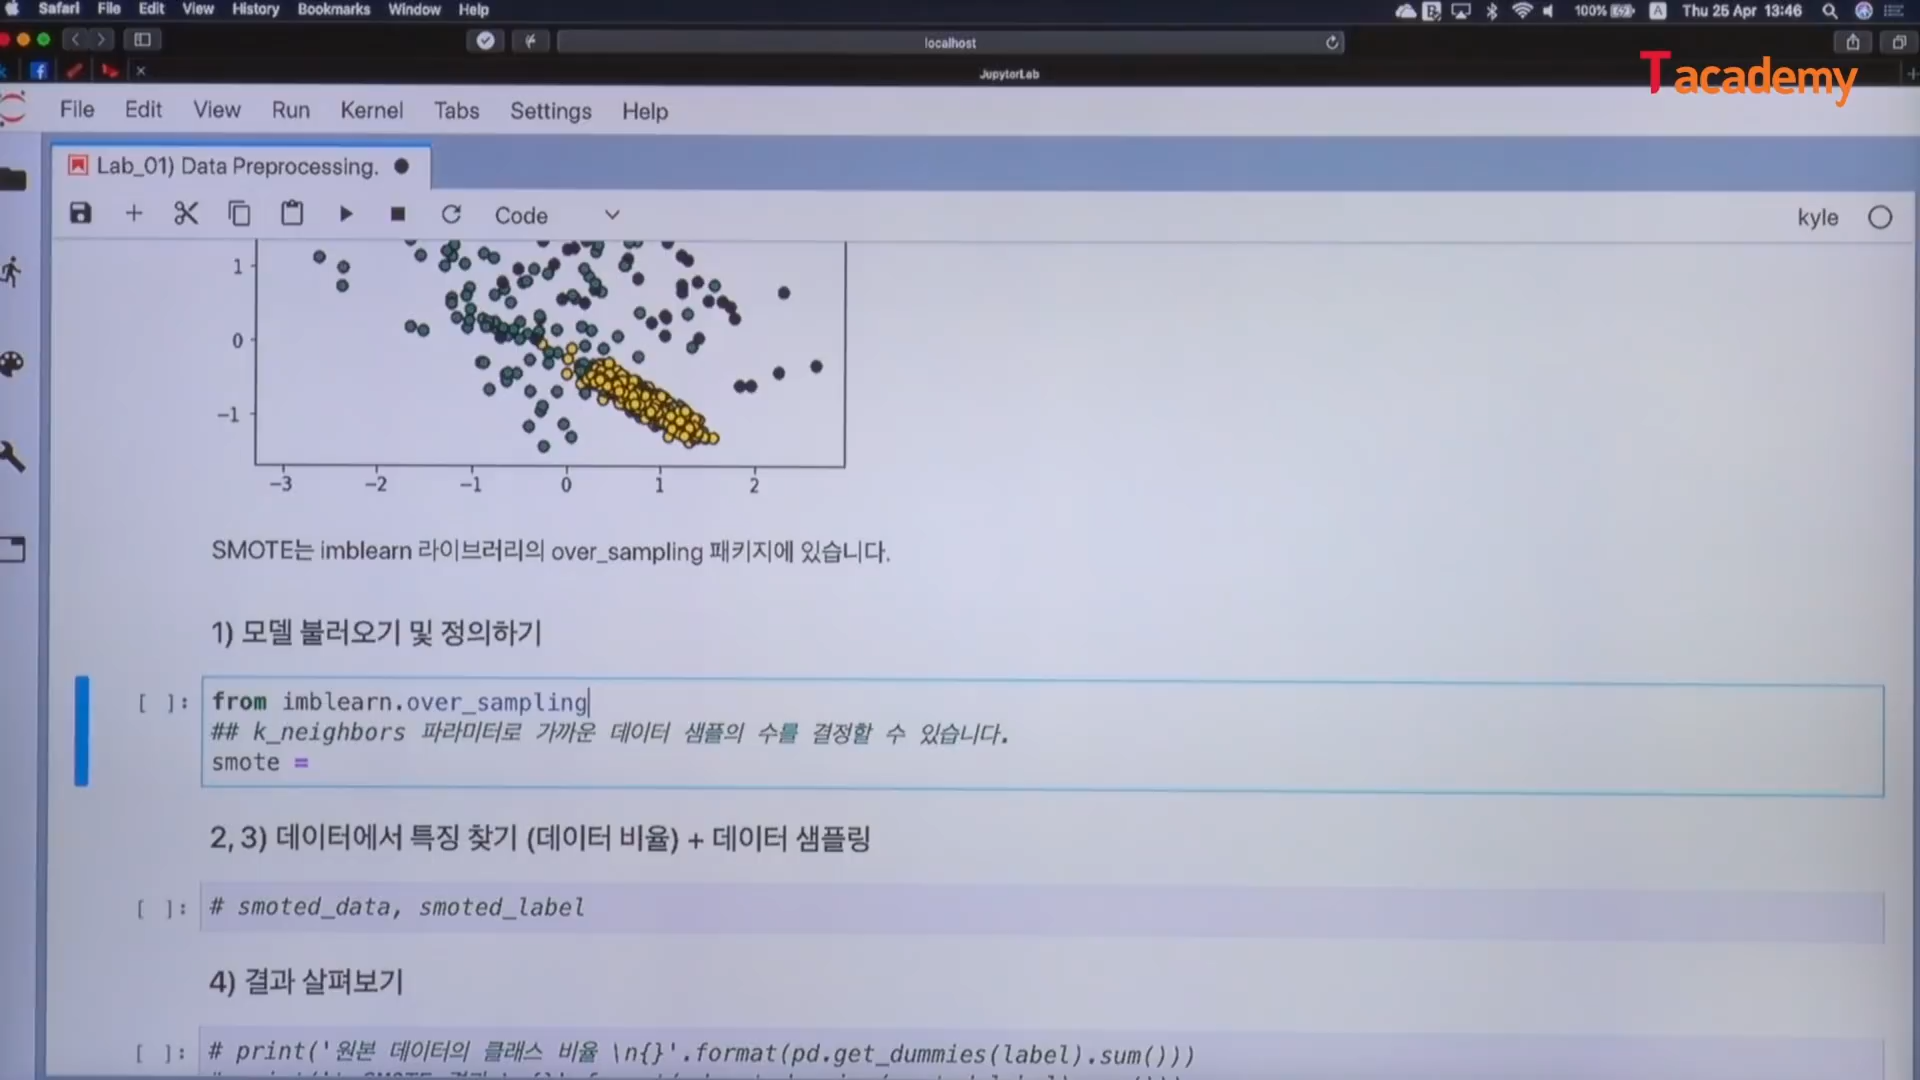 Safari File Edit View History Bookmarks Window Help
100% A Thu 25 Apr 13:46
localhost
JupyterLab
T academy
File Edit View Run Kernel Tabs Settings Help
Lab_01) Data Preprocessing.
Code
kyle
1
0
−1
−3 −2 −1 0 1 2
SMOTE는 imblearn 라이브러리의 over_sampling 패키지에 있습니다.
1) 모델 불러오기 및 정의하기
[ ]: from imblearn.over_sampling
## k_neighbors 파라미터로 가까운 데이터 샘플의 수를 결정할 수 있습니다.
smote =
2, 3) 데이터에서 특징 찾기 (데이터 비율) + 데이터 샘플링
[ ]: # smoted_data, smoted_label
4) 결과 살펴보기
[ ]: # print('원본 데이터의 클래스 비율 \n{}'.format(pd.get_dummies(label).sum()))